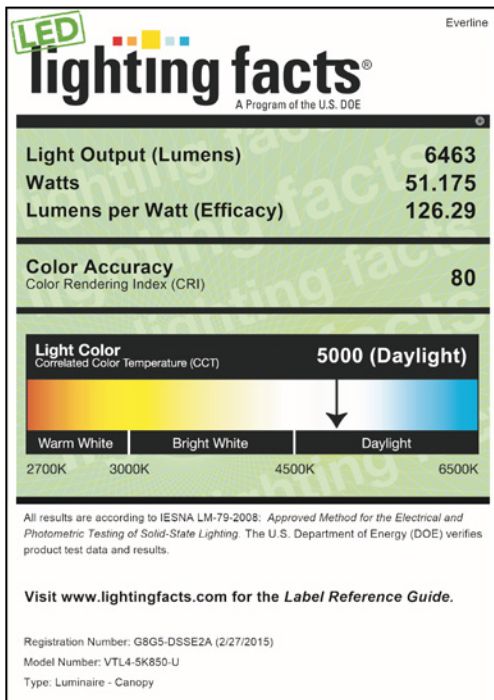 Everline
LED
lighting facts®
A Program of the U.S. DOE
Light Output (Lumens) 6463
Watts 51.175
Lumens per Watt (Efficacy) 126.29
Color Accuracy
Color Rendering Index (CRI) 80
Light Color
Correlated Color Temperature (CCT) 5000 (Daylight)
Warm White Bright White Daylight
2700K 3000K 4500K 6500K
All results are according to IESNA LM-79-2008: Approved Method for the Electrical and
Photometric Testing of Solid-State Lighting. The U.S. Department of Energy (DOE) verifies
product test data and results.
Visit www.lightingfacts.com for the Label Reference Guide.
Registration Number: G8G5-DSSE2A (2/27/2015)
Model Number: VTL4-5K850-U
Type: Luminaire - Canopy